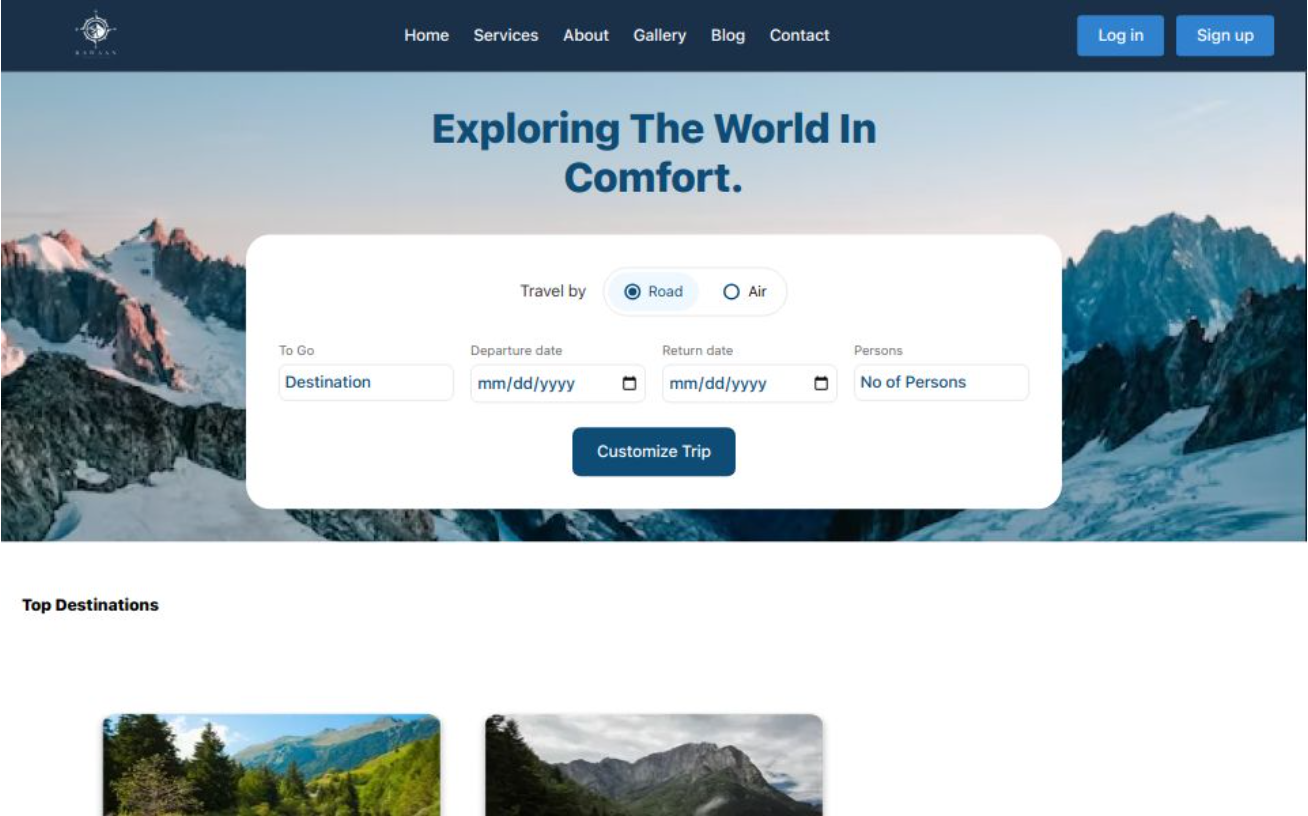 Home Services About Gallery Blog Contact
Log in Sign up
Exploring The World In
Comfort.
Travel by Road Air
To Go Departure date Return date Persons
Destination mm/dd/yyyy mm/dd/yyyy No of Persons
Customize Trip
Top Destinations